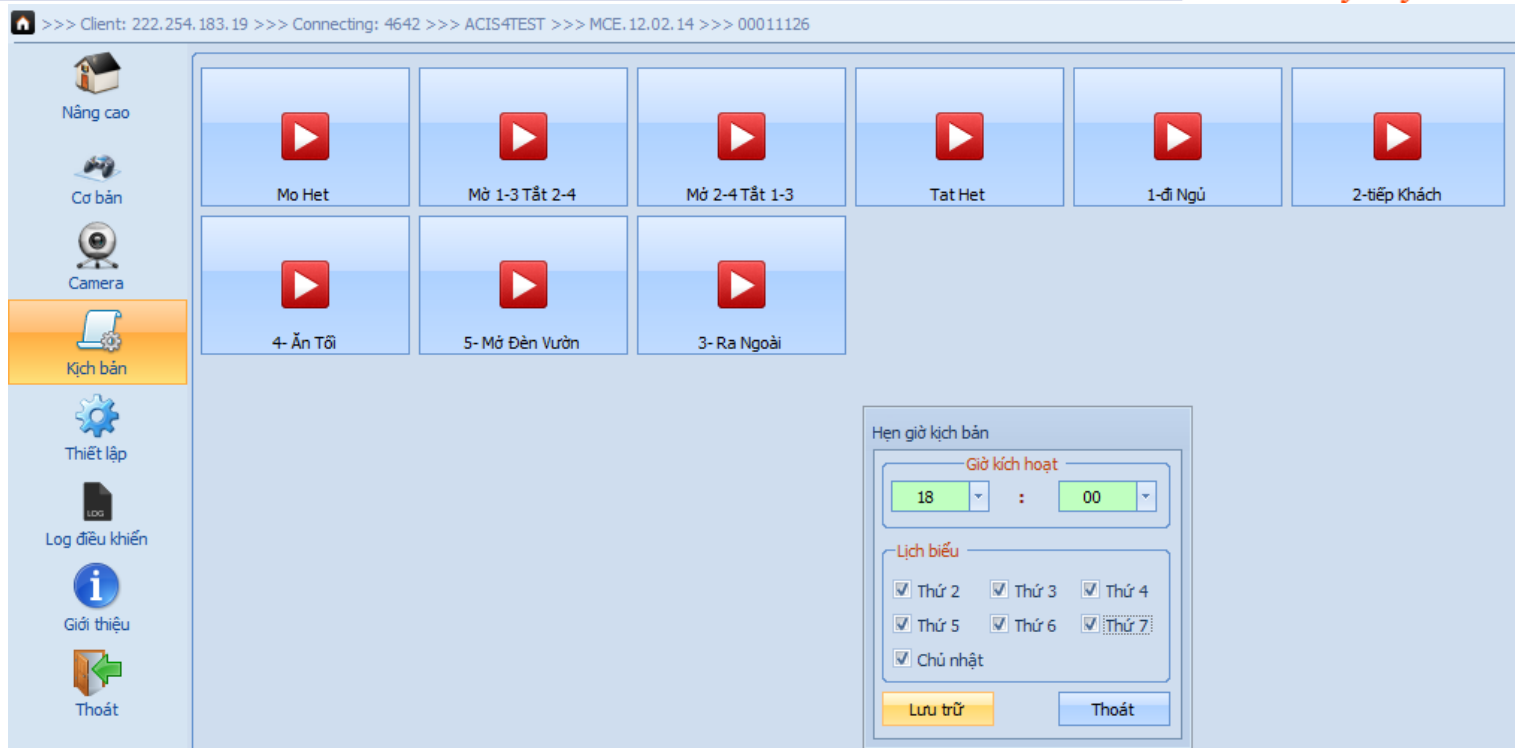 >>> Client: 222.254.183.19 >>> Connecting: 4642 >>> ACIS4TEST >>> MCE.12.02.14 >>> 00011126
Nâng cao
Cơ bản
Camera
Kịch bản
Thiết lập
LOG
Log điều khiển
Giới thiệu
Thoát
Mo Het
Mờ 1-3 Tắt 2-4
Mở 2-4 Tắt 1-3
Tat Het
1-đi Ngủ
2-tiếp Khách
4- Ăn Tối
5- Mở Đèn Vườn
3- Ra Ngoài
Hẹn giờ kịch bản
Giờ kích hoạt
18 : 00
Lịch biểu
Thứ 2 Thứ 3 Thứ 4
Thứ 5 Thứ 6 Thứ 7
Chủ nhật
Lưu trữ Thoát